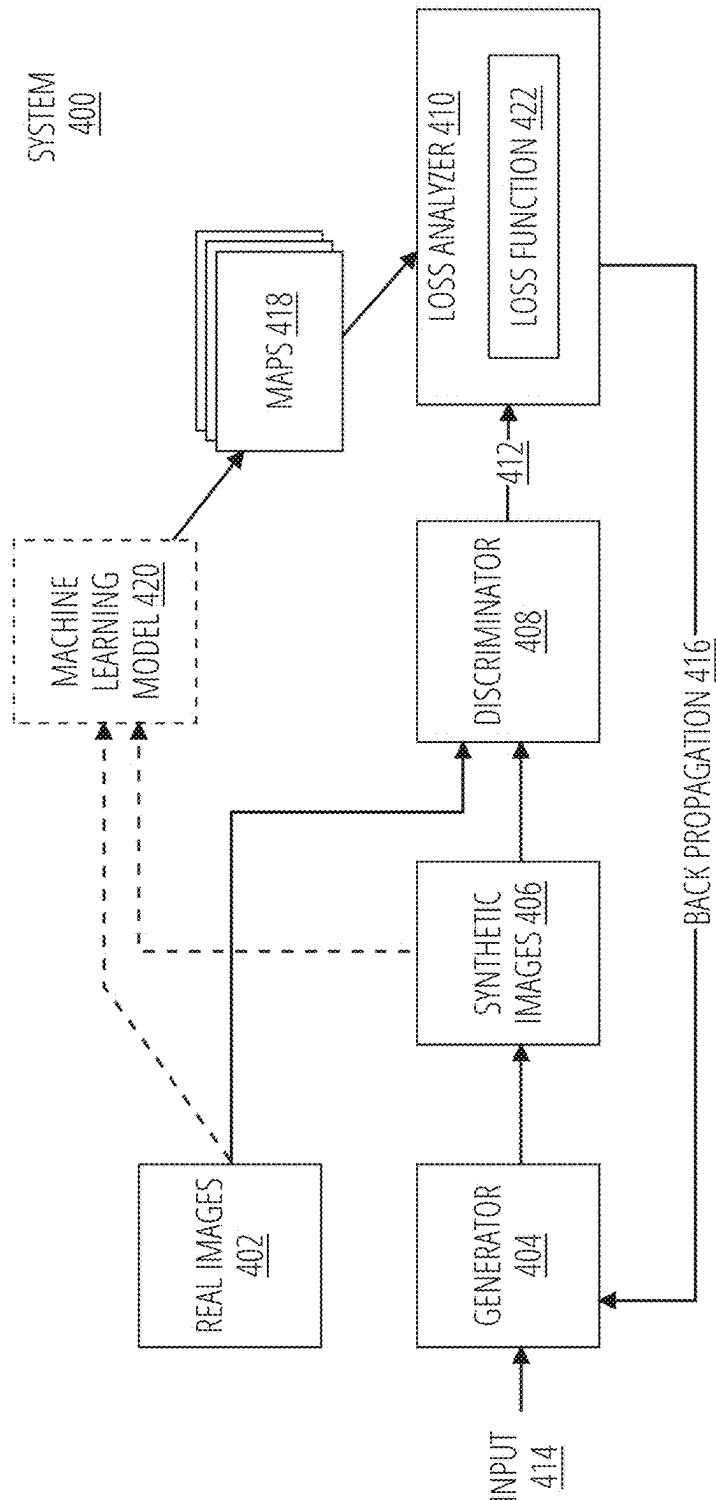 SYSTEM
400
MACHINE
LEARNING
MODEL 420
MAPS 418
REAL IMAGES
402
INPUT
414
GENERATOR
404
SYNTHETIC
IMAGES 406
DISCRIMINATOR
408
412
LOSS ANALYZER 410
LOSS FUNCTION 422
BACK PROPAGATION 416